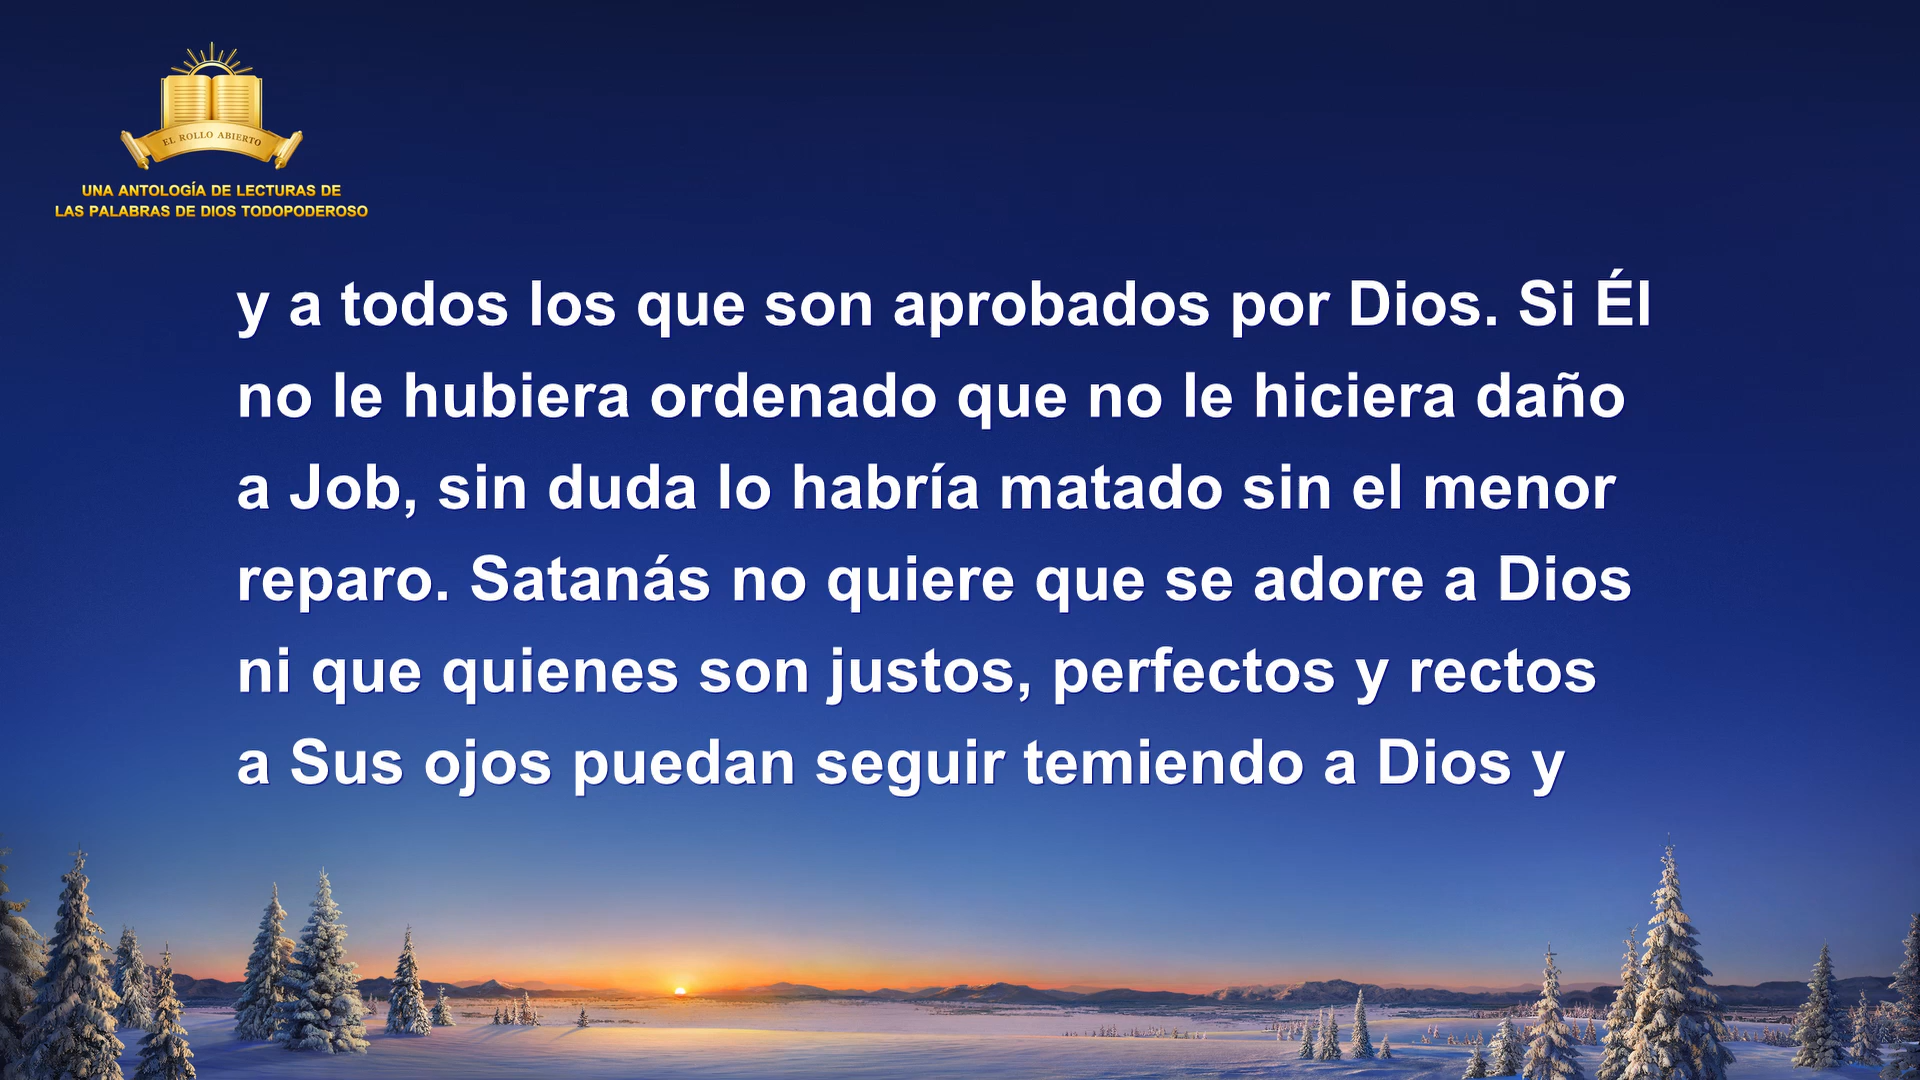 EL ROLLO ABIERTO
UNA ANTOLOGÍA DE LECTURAS DE
LAS PALABRAS DE DIOS TODOPODEROSO
y a todos los que son aprobados por Dios. Si Él
no le hubiera ordenado que no le hiciera daño
a Job, sin duda lo habría matado sin el menor
reparo. Satanás no quiere que se adore a Dios
ni que quienes son justos, perfectos y rectos
a Sus ojos puedan seguir temiendo a Dios y